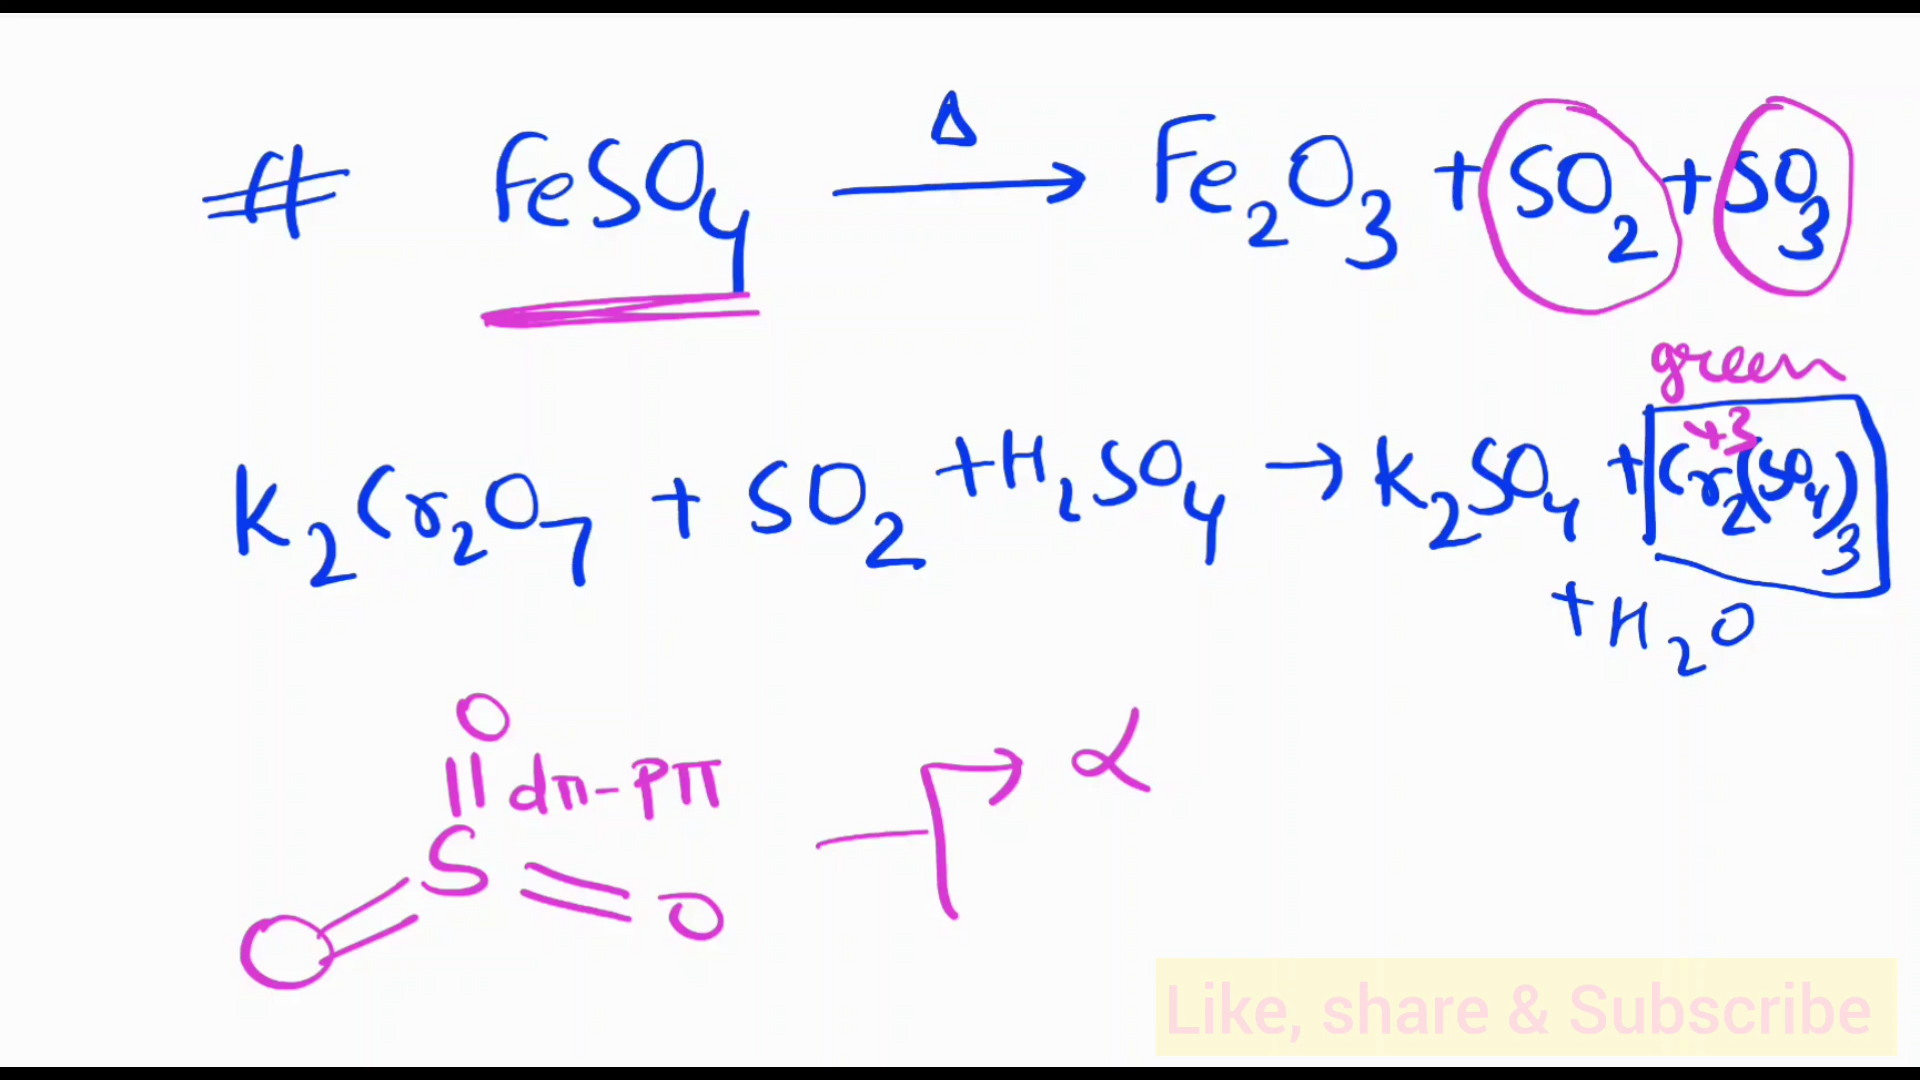 # FeSO4 Δ→ Fe2O3 + SO2 + SO3
green
+3
K2Cr2O7 + SO2 + H2SO4 → K2SO4 + Cr2(SO4)3
+ H2O
O
dπ-pπ
α
S
O
O
Like, share & Subscribe